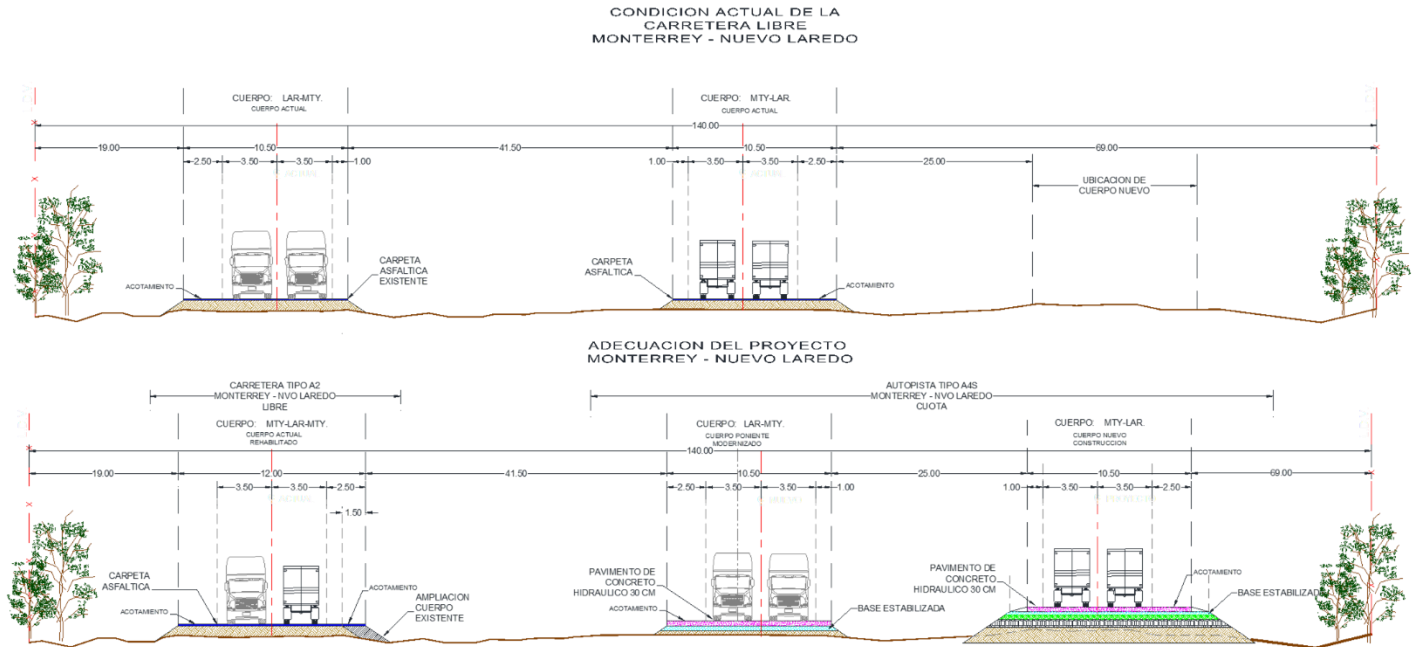 CONDICION ACTUAL DE LA
CARRETERA LIBRE
MONTERREY - NUEVO LAREDO
CUERPO: LAR-MTY.
CUERPO ACTUAL
CUERPO: MTY-LAR.
CUERPO ACTUAL
140.00
19.00
10.50
41.50
10.50
69.00
2.50
3.50
3.50
1.00
1.00
3.50
3.50
2.50
25.00
UBICACION DE
CUERPO NUEVO
CARPETA
ASFALTICA
EXISTENTE
ACOTAMIENTO
CARPETA
ASFALTICA
ACOTAMIENTO
ADECUACION DEL PROYECTO
MONTERREY - NUEVO LAREDO
CARRETERA TIPO A2
MONTERREY - NVO LAREDO
LIBRE
AUTOPISTA TIPO A4S
MONTERREY - NVO LAREDO
CUOTA
CUERPO: MTY-LAR-MTY.
CUERPO ACTUAL
REHABILITADO
CUERPO: LAR-MTY.
CUERPO PONIENTE
MODERNIZADO
CUERPO: MTY-LAR.
CUERPO NUEVO
CONSTRUCCION
140.00
19.00
12.00
41.50
10.50
25.00
10.50
69.00
3.50
3.50
2.50
1.50
2.50
3.50
3.50
1.00
1.00
3.50
3.50
2.50
CARPETA
ASFALTICA
ACOTAMIENTO
ACOTAMIENTO
AMPLIACION
CUERPO
EXISTENTE
PAVIMENTO DE
CONCRETO
HIDRAULICO 30 CM
ACOTAMIENTO
BASE ESTABILIZADA
PAVIMENTO DE
CONCRETO
HIDRAULICO 30 CM
ACOTAMIENTO
BASE ESTABILIZADA